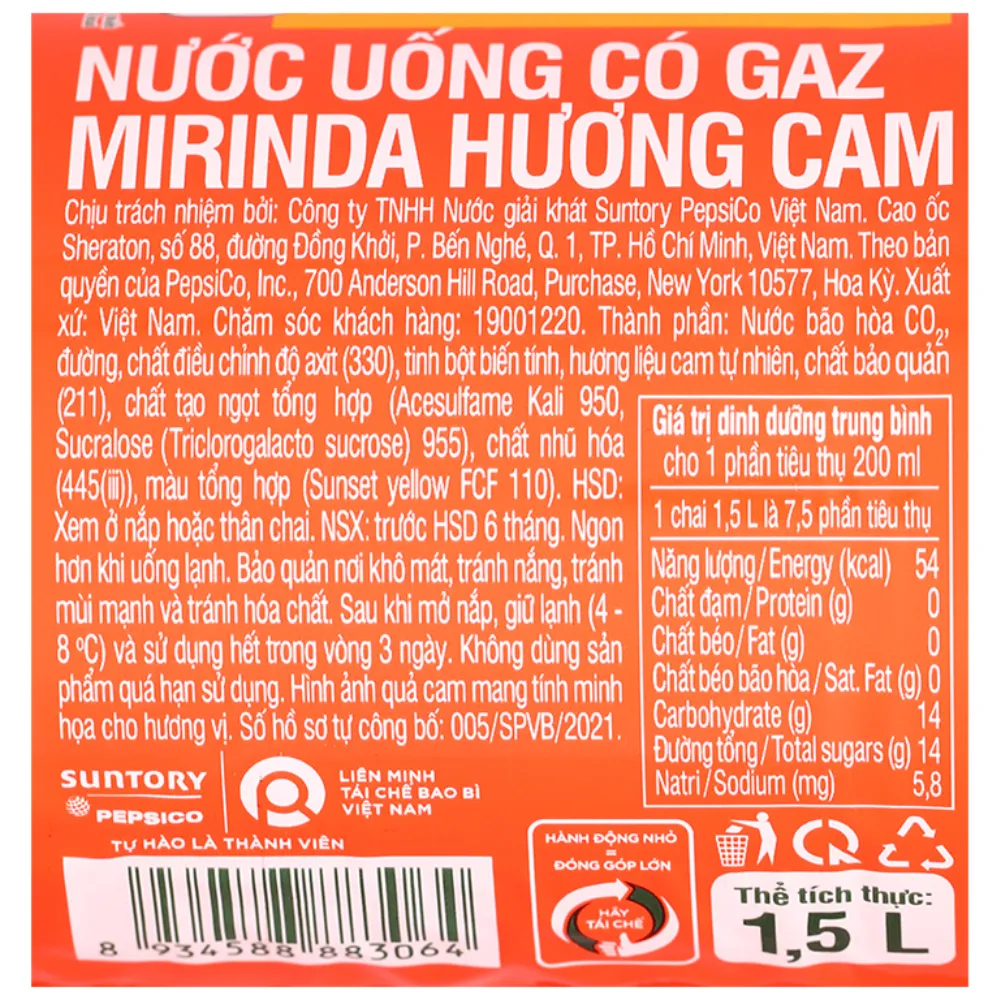 NƯỚC UỐNG CÓ GAZ
MIRINDA HƯƠNG CAM
Chịu trách nhiệm bởi: Công ty TNHH Nước giải khát Suntory PepsiCo Việt Nam. Cao ốc
Sheraton, số 88, đường Đồng Khởi, P. Bến Nghé, Q. 1, TP. Hồ Chí Minh, Việt Nam. Theo bản
quyền của PepsiCo, Inc., 700 Anderson Hill Road, Purchase, New York 10577, Hoa Kỳ. Xuất
xứ: Việt Nam. Chăm sóc khách hàng: 19001220. Thành phần: Nước bão hòa CO₂,
đường, chất điều chỉnh độ axit (330), tinh bột biến tính, hương liệu cam tự nhiên, chất bảo quản
(211), chất tạo ngọt tổng hợp (Acesulfame Kali 950,
Sucralose (Triclorogalacto sucrose) 955), chất nhũ hóa
(445(iii)), màu tổng hợp (Sunset yellow FCF 110). HSD:
Xem ở nắp hoặc thân chai. NSX: trước HSD 6 tháng. Ngon
hơn khi uống lạnh. Bảo quản nơi khô mát, tránh nắng, tránh
mùi mạnh và tránh hóa chất. Sau khi mở nắp, giữ lạnh (4 -
8 ºC) và sử dụng hết trong vòng 3 ngày. Không dùng sản
phẩm quá hạn sử dụng. Hình ảnh quả cam mang tính minh
họa cho hương vị. Số hồ sơ tự công bố: 005/SPVB/2021.
Giá trị dinh dưỡng trung bình
cho 1 phần tiêu thụ 200 ml
1 chai 1,5 L là 7,5 phần tiêu thụ
Năng lượng/Energy (kcal) 54
Chất đạm/Protein (g) 0
Chất béo/Fat (g) 0
Chất béo bão hòa/Sat. Fat (g) 0
Carbohydrate (g) 14
Đường tổng/Total sugars (g) 14
Natri/Sodium (mg) 5,8
SUNTORY
PEPSICO
LIÊN MINH
TÁI CHẾ BAO BÌ
VIỆT NAM
TỰ HÀO LÀ THÀNH VIÊN
HÀNH ĐỘNG NHỎ
=
ĐÓNG GÓP LỚN
HÃY
TÁI CHẾ
Thể tích thực:
1,5 L
8 934588 883064